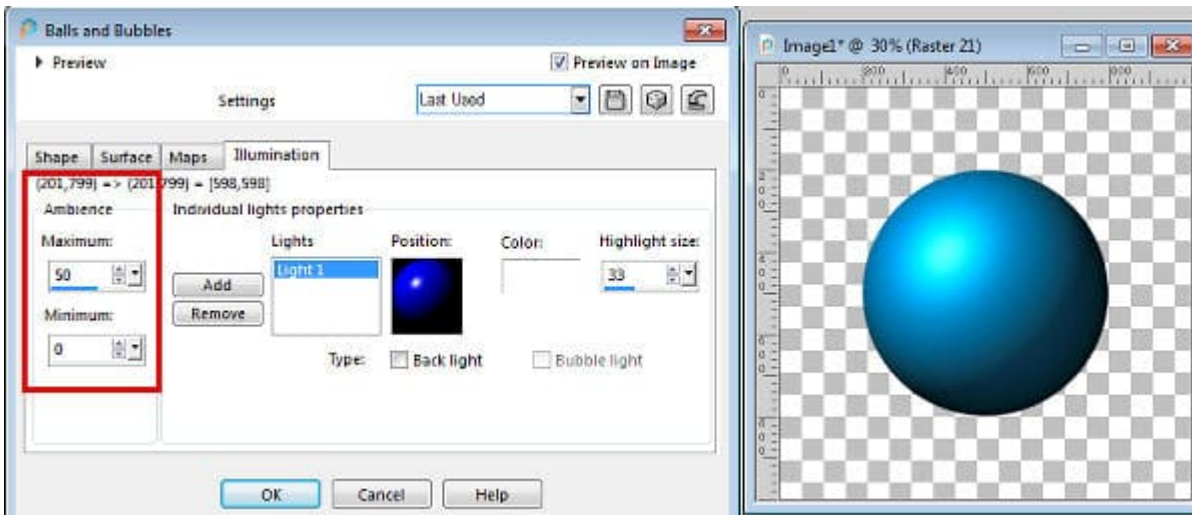 Balls and Bubbles
Preview
Preview on Image
Settings
Last Used
Shape Surface Maps Illumination
(201,799) => (201,799) = [598,598]
Ambience
Individual lights properties
Maximum:
Lights
Position:
Color:
Highlight size:
50
Light 1
33
Add
Remove
Minimum:
0
Type:
Back light
Bubble light
OK
Cancel
Help
Image1* @ 30% (Raster 21)